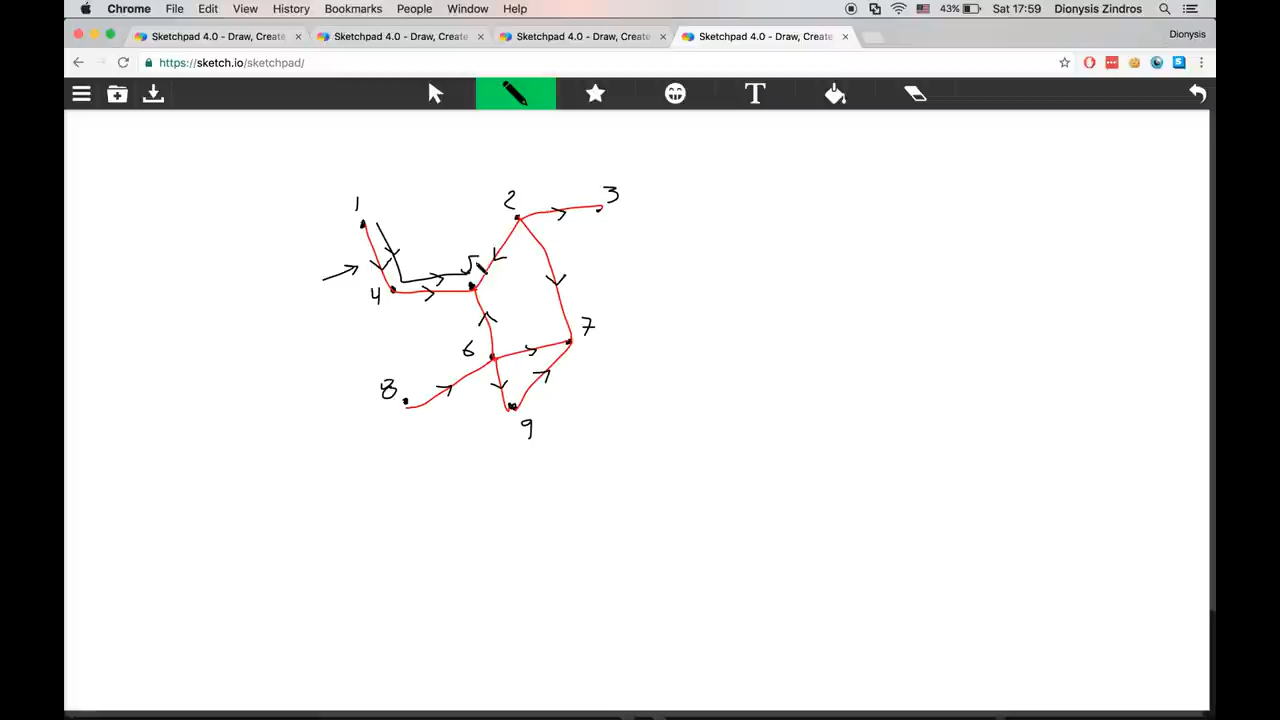 Chrome File Edit View History Bookmarks People Window Help 43% Sat 17:59 Dionysis Zindros
Sketchpad 4.0 - Draw, Create Sketchpad 4.0 - Draw, Create Sketchpad 4.0 - Draw, Create Sketchpad 4.0 - Draw, Create Dionysis
https://sketch.io/sketchpad/
T
1 2 3
5
4
7
6
8
9